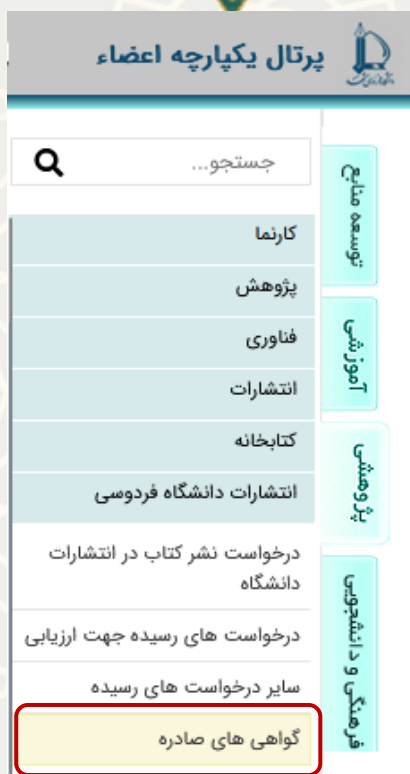 پرتال یکپارچه اعضاء
جستجو...
توسعه منابع
آموزشی
پژوهشی
فرهنگی و دانشجویی
کارنما
پژوهش
فناوری
انتشارات
کتابخانه
انتشارات دانشگاه فردوسی
درخواست نشر کتاب در انتشارات
دانشگاه
درخواست های رسیده جهت ارزیابی
سایر درخواست های رسیده
گواهی های صادره